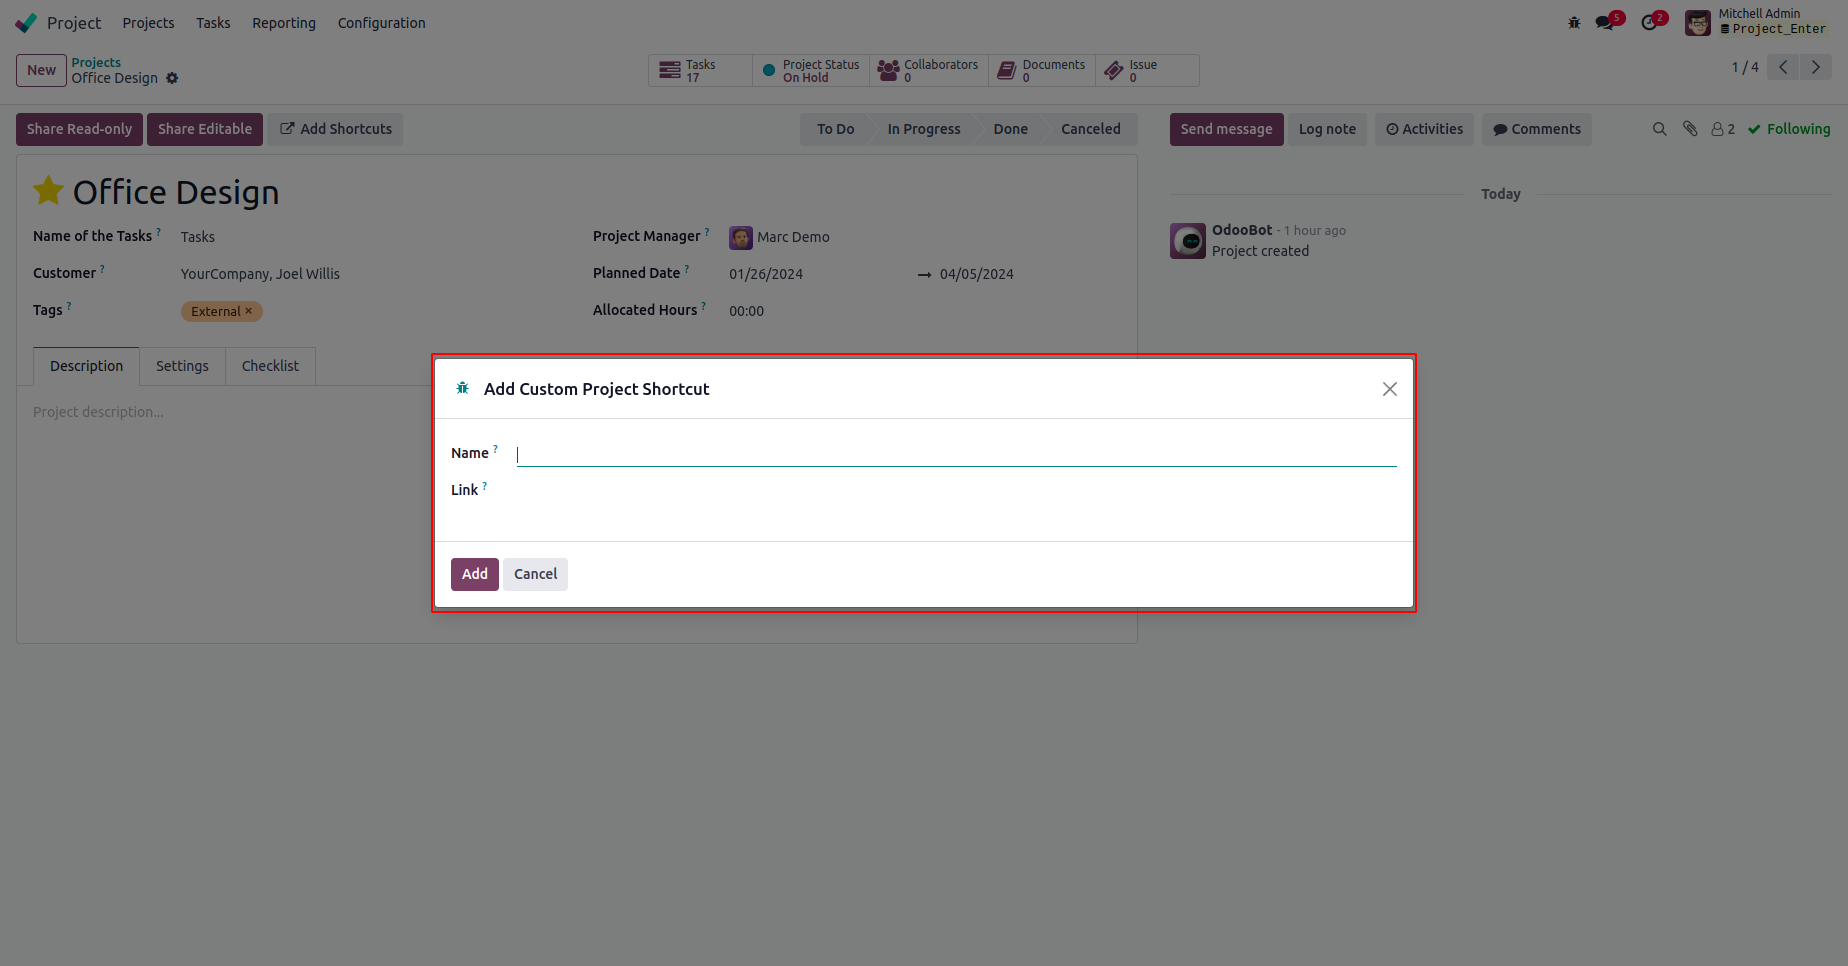 Project Projects Tasks Reporting Configuration 5 2 Mitchell Admin
Project_Enter
New Projects
Office Design
Tasks
17
Project Status
On Hold
Collaborators
0
Documents
0
Issue
0
1 / 4
Share Read-only Share Editable Add Shortcuts To Do In Progress Done Canceled
Send message Log note Activities Comments 2 Following
Office Design
Name of the Tasks ? Tasks
Project Manager ? Marc Demo
Customer ? YourCompany, Joel Willis
Planned Date ? 01/26/2024 → 04/05/2024
Tags ? External ×
Allocated Hours ? 00:00
Description Settings Checklist
Project description...
Today
OdooBot - 1 hour ago
Project created
Add Custom Project Shortcut
Name ?
Link ?
Add Cancel